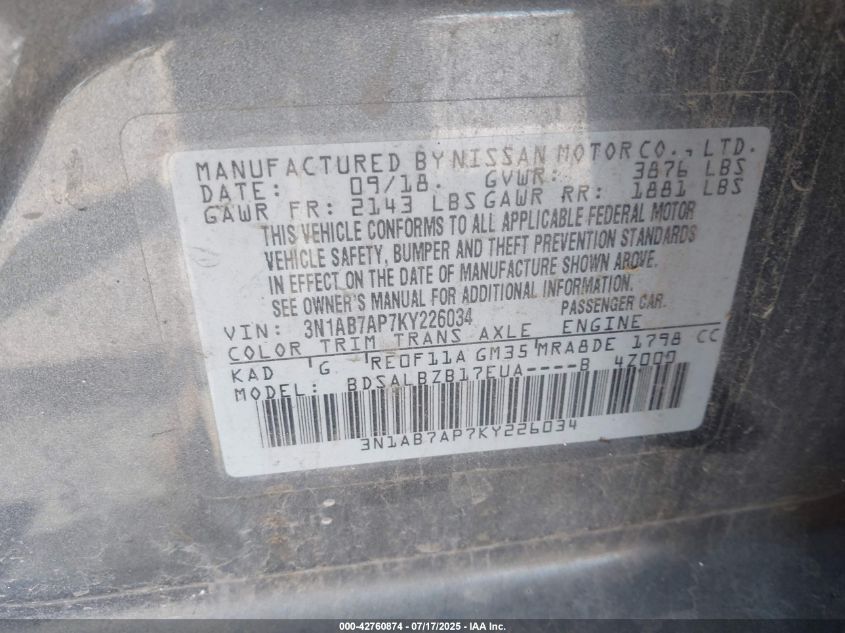 MANUFACTURED BY NISSAN MOTOR CO., LTD.
DATE: 09/18. GVWR: 3876 LBS
GAWR FR: 2143 LBS GAWR RR: 1881 LBS
THIS VEHICLE CONFORMS TO ALL APPLICABLE FEDERAL MOTOR
VEHICLE SAFETY, BUMPER AND THEFT PREVENTION STANDARDS
IN EFFECT ON THE DATE OF MANUFACTURE SHOWN ABOVE.
SEE OWNER'S MANUAL FOR ADDITIONAL INFORMATION.
VIN: 3N1AB7AP7KY226034 PASSENGER CAR.
COLOR TRIM TRANS AXLE ENGINE
KAD G RE0F11A GM35 MRA8DE 1798 CC
MODEL: BDSALBZB17EUA----B 4Z000
3N1AB7AP7KY226034
000-42760874 / 07/17/2025 - IAA Inc.